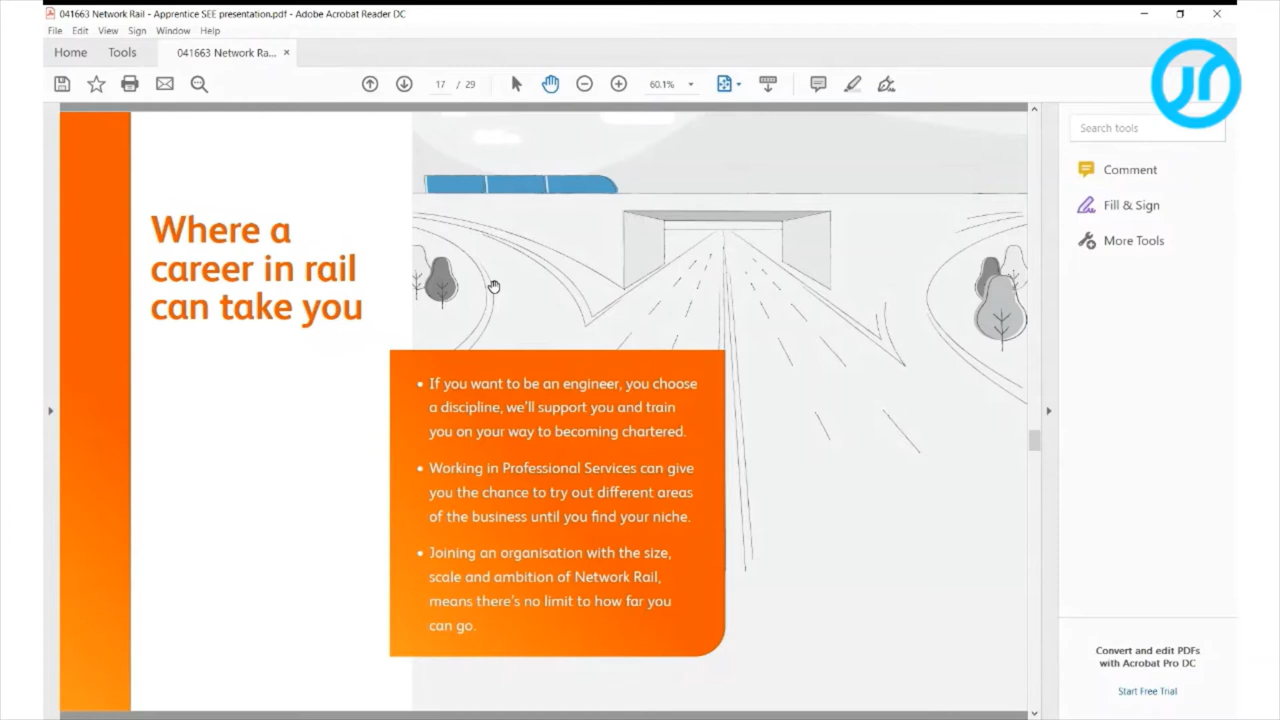 041663 Network Rail - Apprentice SEE presentation.pdf - Adobe Acrobat Reader DC
File Edit View Sign Window Help
Home Tools 041663 Network Ra... ×
17 / 29 60.1%
Search tools
Comment
Fill & Sign
More Tools
Where a
career in rail
can take you
• If you want to be an engineer, you choose
a discipline, we'll support you and train
you on your way to becoming chartered.
• Working in Professional Services can give
you the chance to try out different areas
of the business until you find your niche.
• Joining an organisation with the size,
scale and ambition of Network Rail,
means there's no limit to how far you
can go.
Convert and edit PDFs
with Acrobat Pro DC
Start Free Trial